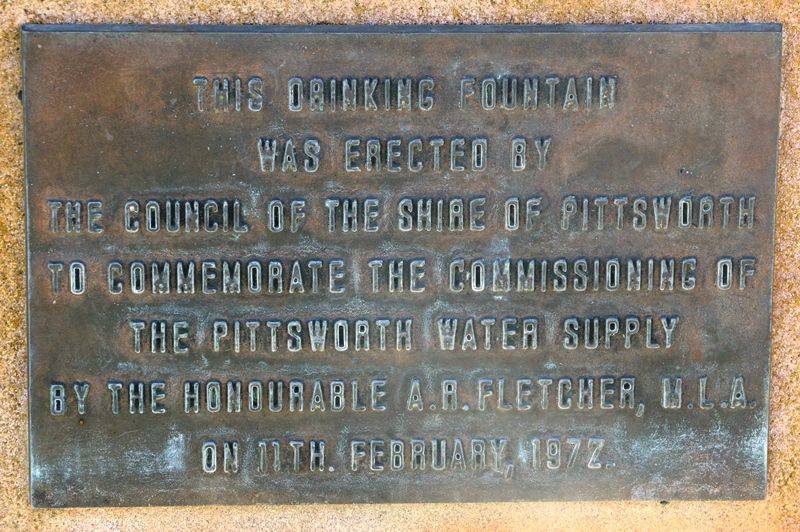 THIS DRINKING FOUNTAIN
WAS ERECTED BY
THE COUNCIL OF THE SHIRE OF PITTSWORTH
TO COMMEMORATE THE COMMISSIONING OF
THE PITTSWORTH WATER SUPPLY
BY THE HONOURABLE A.R. FLETCHER, M.L.A.
ON 11TH. FEBRUARY, 1972.